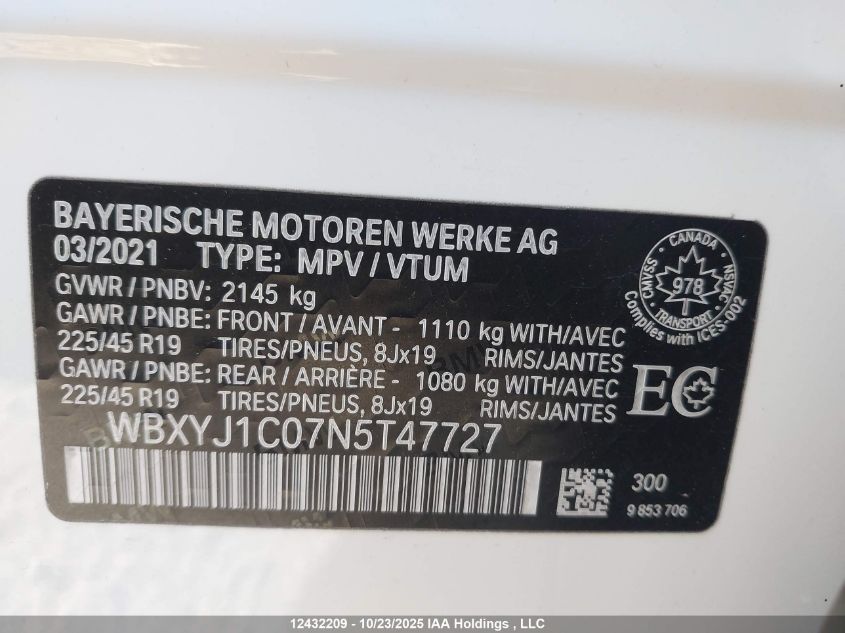 BAYERISCHE MOTOREN WERKE AG
03/2021 TYPE: MPV / VTUM
GVWR / PNBV: 2145 kg
GAWR / PNBE: FRONT / AVANT - 1110 kg WITH/AVEC
225/45 R19 TIRES/PNEUS, 8Jx19 RIMS/JANTES
GAWR / PNBE: REAR / ARRIÈRE - 1080 kg WITH/AVEC
225/45 R19 TIRES/PNEUS, 8Jx19 RIMS/JANTES
WBXYJ1C07N5T47727
CANADA
CMVSS 978 NSVAC
TRANSPORT
Complies with ICES-002
EC
300
9 853 706
12432209 - 10/23/2025 IAA Holdings , LLC